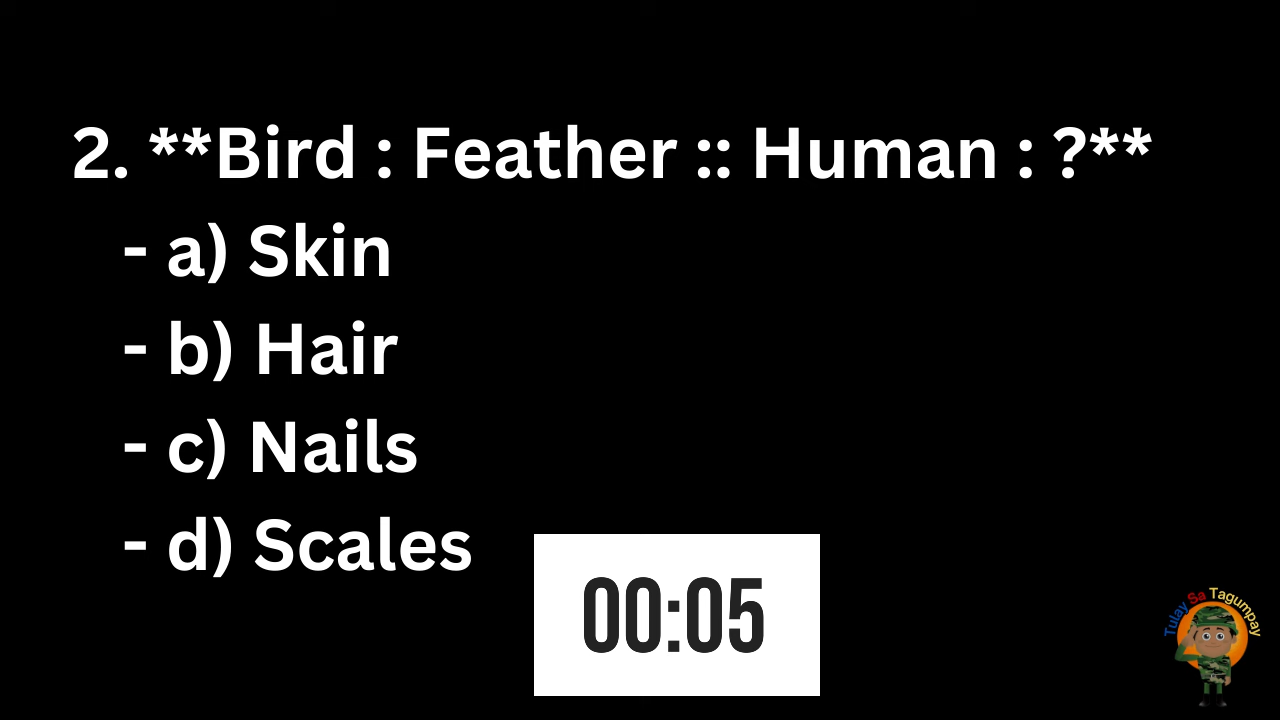 2. **Bird : Feather :: Human : ?**
- a) Skin
- b) Hair
- c) Nails
- d) Scales
00:05
Tulay Sa Tagumpay